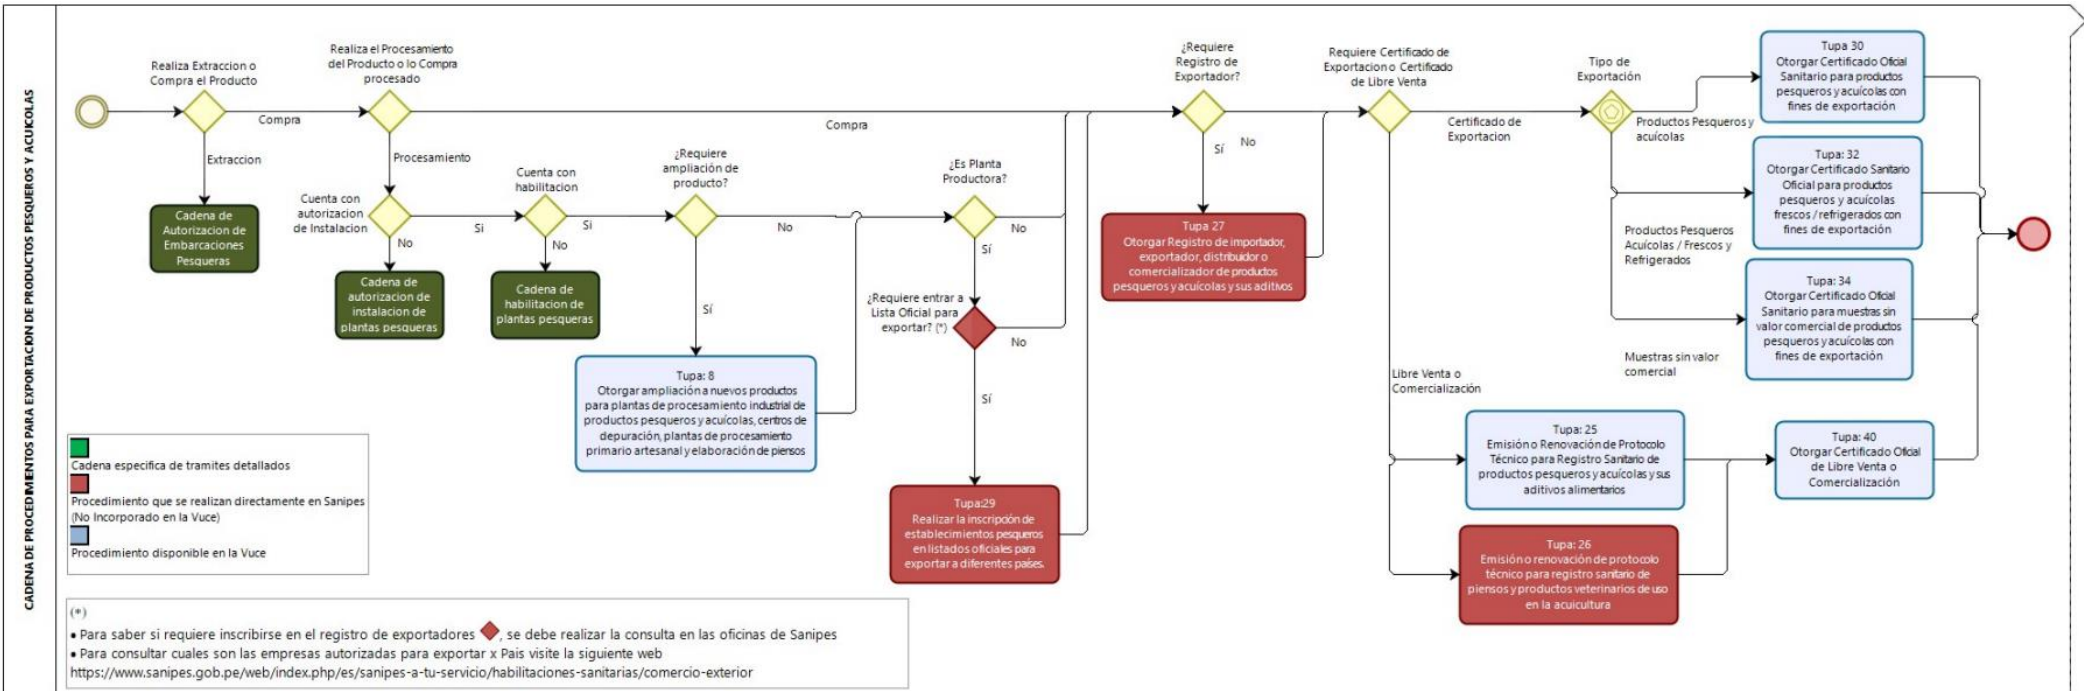 CADENA DE PROCEDIMIENTOS PARA EXPORTACION DE PRODUCTOS PESQUEROS Y ACUICOLAS
Realiza Extraccion o
Compra el Producto
Compra
Extraccion
Cadena de
Autorizacion de
Embarcaciones
Pesqueras
Realiza el Procesamiento
del Producto o lo Compra
procesado
Compra
Procesamiento
Cuenta con
autorizacion
de Instalacion
Si
No
Cadena de
autorizacion de
instalacion de
plantas pesqueras
Cuenta con
habilitacion
Si
No
Cadena de
habilitacion de
plantas pesqueras
¿Requiere
ampliación de
producto?
No
Sí
Tupa: 8
Otorgar ampliación a nuevos productos
para plantas de procesamiento industrial de
productos pesqueros y acuícolas, centros de
depuración, plantas de procesamiento
primario artesanal y elaboración de piensos
¿Es Planta
Productora?
No
Sí
¿Requiere entrar a
Lista Oficial para
exportar? (*)
No
Sí
Tupa:29
Realizar la inscripción de
establecimientos pesqueros
en listados oficiales para
exportar a diferentes países.
¿Requiere
Registro de
Exportador?
Sí
No
Tupa 27
Otorgar Registro de importador,
exportador, distribuidor o
comercializador de productos
pesqueros y acuícolas y sus aditivos
Requiere Certificado de
Exportacion o Certificado
de Libre Venta
Certificado de
Exportacion
Libre Venta o
Comercialización
Tipo de
Exportación
Productos Pesqueros y
acuícolas
Productos Pesqueros
Acuícolas / Frescos y
Refrigerados
Muestras sin valor
comercial
Tupa 30
Otorgar Certificado Oficial
Sanitario para productos
pesqueros y acuícolas con
fines de exportación
Tupa: 32
Otorgar Certificado Sanitario
Oficial para productos
pesqueros y acuícolas
frescos / refrigerados con
fines de exportación
Tupa: 34
Otorgar Certificado Oficial
Sanitario para muestras sin
valor comercial de productos
pesqueros y acuícolas con
fines de exportación
Tupa: 25
Emisión o Renovación de Protocolo
Técnico para Registro Sanitario de
productos pesqueros y acuícolas y sus
aditivos alimentarios
Tupa: 26
Emisión o renovación de protocolo
técnico para registro sanitario de
piensos y productos veterinarios de uso
en la acuicultura
Tupa: 40
Otorgar Certificado Oficial
de Libre Venta o
Comercialización
Cadena especifica de tramites detallados
Procedimiento que se realizan directamente en Sanipes
(No Incorporado en la Vuce)
Procedimiento disponible en la Vuce
(*)
• Para saber si requiere inscribirse en el registro de exportadores , se debe realizar la consulta en las oficinas de Sanipes
• Para consultar cuales son las empresas autorizadas para exportar x Pais visite la siguiente web
https://www.sanipes.gob.pe/web/index.php/es/sanipes-a-tu-servicio/habilitaciones-sanitarias/comercio-exterior